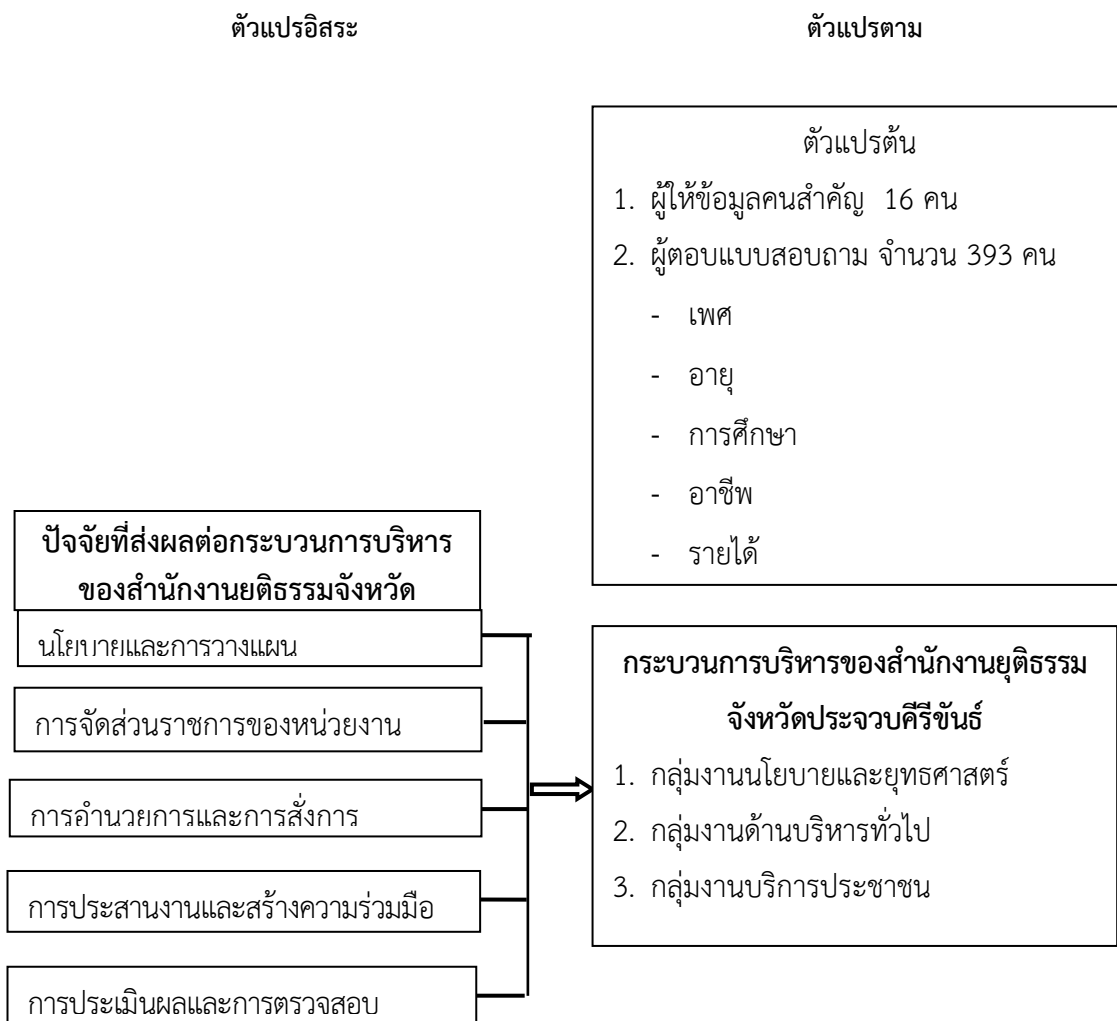 ตัวแปรอิสระ
ตัวแปรตาม
ตัวแปรต้น
1. ผู้ให้ข้อมูลคนสำคัญ 16 คน
2. ผู้ตอบแบบสอบถาม จำนวน 393 คน
- เพศ
- อายุ
- การศึกษา
- อาชีพ
- รายได้
ปัจจัยที่ส่งผลต่อกระบวนการบริหาร
ของสำนักงานยติธรรมจังหวัด
นโยบายและการวางแผน
การจัดส่วนราชการของหน่วยงาน
การอำนวยการและการสั่งการ
การประสานงานและสร้างความร่วมมือ
การประเมินผลและการตรวจสอบ
กระบวนการบริหารของสำนักงานยุติธรรม
จังหวัดประจวบคีรีขันธ์
1. กลุ่มงานนโยบายและยุทธศาสตร์
2. กลุ่มงานด้านบริหารทั่วไป
3. กลุ่มงานบริการประชาชน